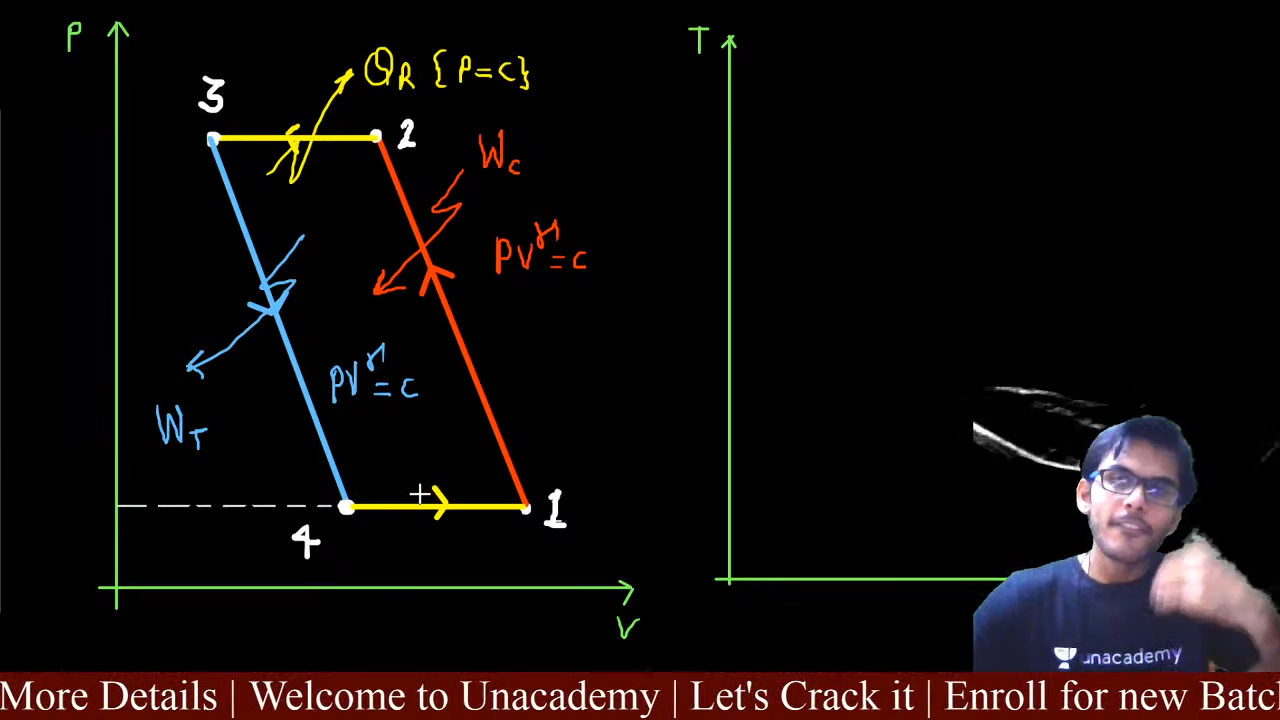 P
T
Q_R {P=C}
3
2
W_C
PV^γ=C
PV^γ=C
W_T
4
1
V
unacademy
More Details | Welcome to Unacademy | Let's Crack it | Enroll for new Batc